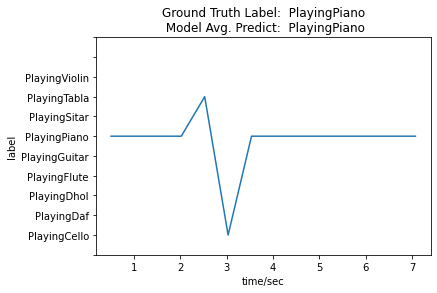 Ground Truth Label:  PlayingPiano
Model Avg. Predict:  PlayingPiano
PlayingViolin
PlayingTabla
PlayingSitar
PlayingPiano
PlayingGuitar
PlayingFlute
PlayingDhol
PlayingDaf
PlayingCello
label
1 2 3 4 5 6 7
time/sec